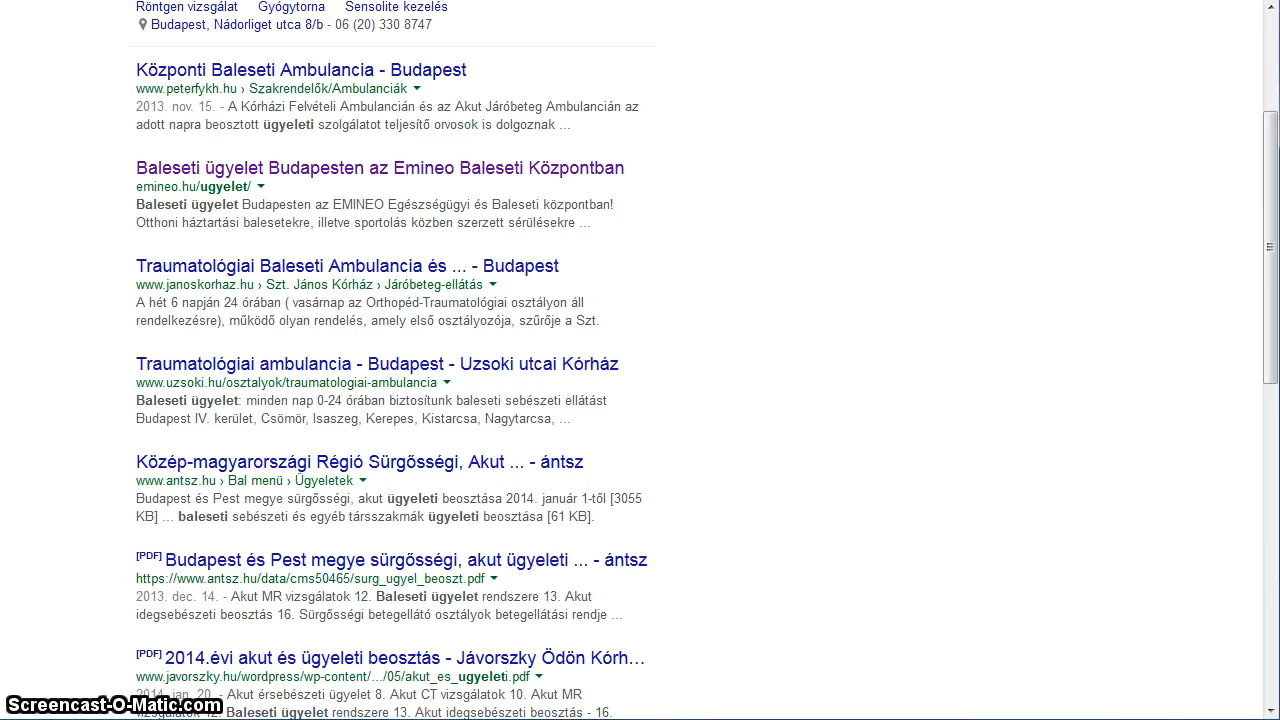 Röntgen vizsgálat Gyógytorna Sensolite kezelés
Budapest, Nádorliget utca 8/b - 06 (20) 330 8747
Központi Baleseti Ambulancia - Budapest
www.peterfykh.hu › Szakrendelők/Ambulanciák
2013. nov. 15. - A Kórházi Felvételi Ambulancián és az Akut Járóbeteg Ambulancián az
adott napra beosztott ügyeleti szolgálatot teljesítő orvosok is dolgoznak ...
Baleseti ügyelet Budapesten az Emineo Baleseti Központban
emineo.hu/ugyelet/
Baleseti ügyelet Budapesten az EMINEO Egészségügyi és Baleseti központban!
Otthoni háztartási balesetekre, illetve sportolás közben szerzett sérülésekre ...
Traumatológiai Baleseti Ambulancia és ... - Budapest
www.janoskorhaz.hu › Szt. János Kórház › Járóbeteg-ellátás
A hét 6 napján 24 órában ( vasárnap az Orthopéd-Traumatológiai osztályon áll
rendelkezésre), működő olyan rendelés, amely első osztályozója, szűrője a Szt.
Traumatológiai ambulancia - Budapest - Uzsoki utcai Kórház
www.uzsoki.hu/osztalyok/traumatologiai-ambulancia
Baleseti ügyelet: minden nap 0-24 órában biztosítunk baleseti sebészeti ellátást
Budapest IV. kerület, Csömör, Isaszeg, Kerepes, Kistarcsa, Nagytarcsa, ...
Közép-magyarországi Régió Sürgősségi, Akut ... - ántsz
www.antsz.hu › Bal menü › Ügyeletek
Budapest és Pest megye sürgősségi, akut ügyeleti beosztása 2014. január 1-től [3055
KB] ... baleseti sebészeti és egyéb társszakmák ügyeleti beosztása [61 KB].
[PDF] Budapest és Pest megye sürgősségi, akut ügyeleti ... - ántsz
https://www.antsz.hu/data/cms50465/surg_ugyel_beoszt.pdf
2013. dec. 14. - Akut MR vizsgálatok 12. Baleseti ügyelet rendszere 13. Akut
idegsebészeti beosztás 16. Sürgősségi betegellátó osztályok betegellátási rendje ...
[PDF] 2014.évi akut és ügyeleti beosztás - Jávorszky Ödön Kórh...
www.javorszky.hu/wordpress/wp-content/.../05/akut_es_ugyeleti.pdf
2014. jan. 20. - Akut érsebészeti ügyelet 8. Akut CT vizsgálatok 10. Akut MR
vizsgálatok 12. Baleseti ügyelet rendszere 13. Akut idegsebészeti beosztás - 16.
Screencast-O-Matic.com